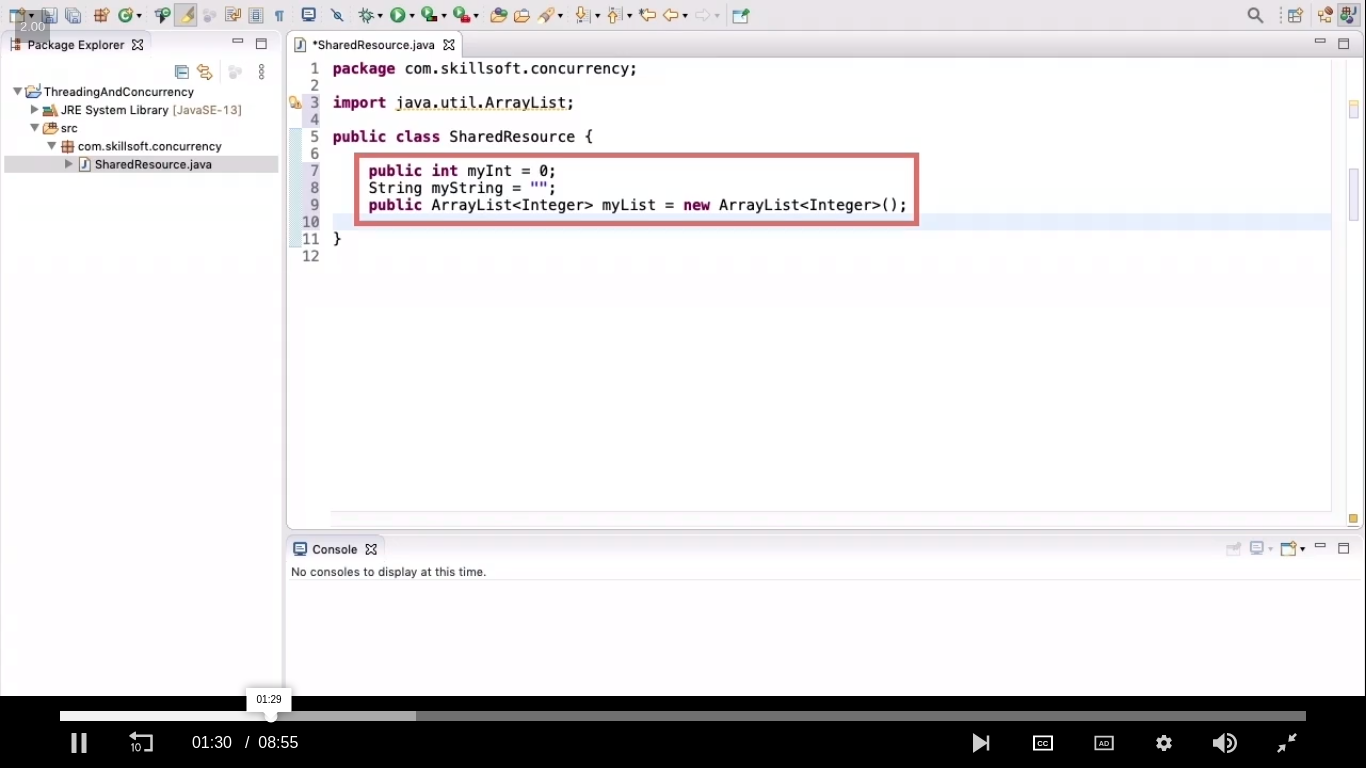 2.00
Package Explorer
ThreadingAndConcurrency
JRE System Library [JavaSE-13]
src
com.skillsoft.concurrency
SharedResource.java
*SharedResource.java
1 package com.skillsoft.concurrency;
2
3 import java.util.ArrayList;
4
5 public class SharedResource {
6
7 public int myInt = 0;
8 String myString = "";
9 public ArrayList<Integer> myList = new ArrayList<Integer>();
10
11 }
12
Console
No consoles to display at this time.
01:29
10
01:30 / 08:55
CC
AD